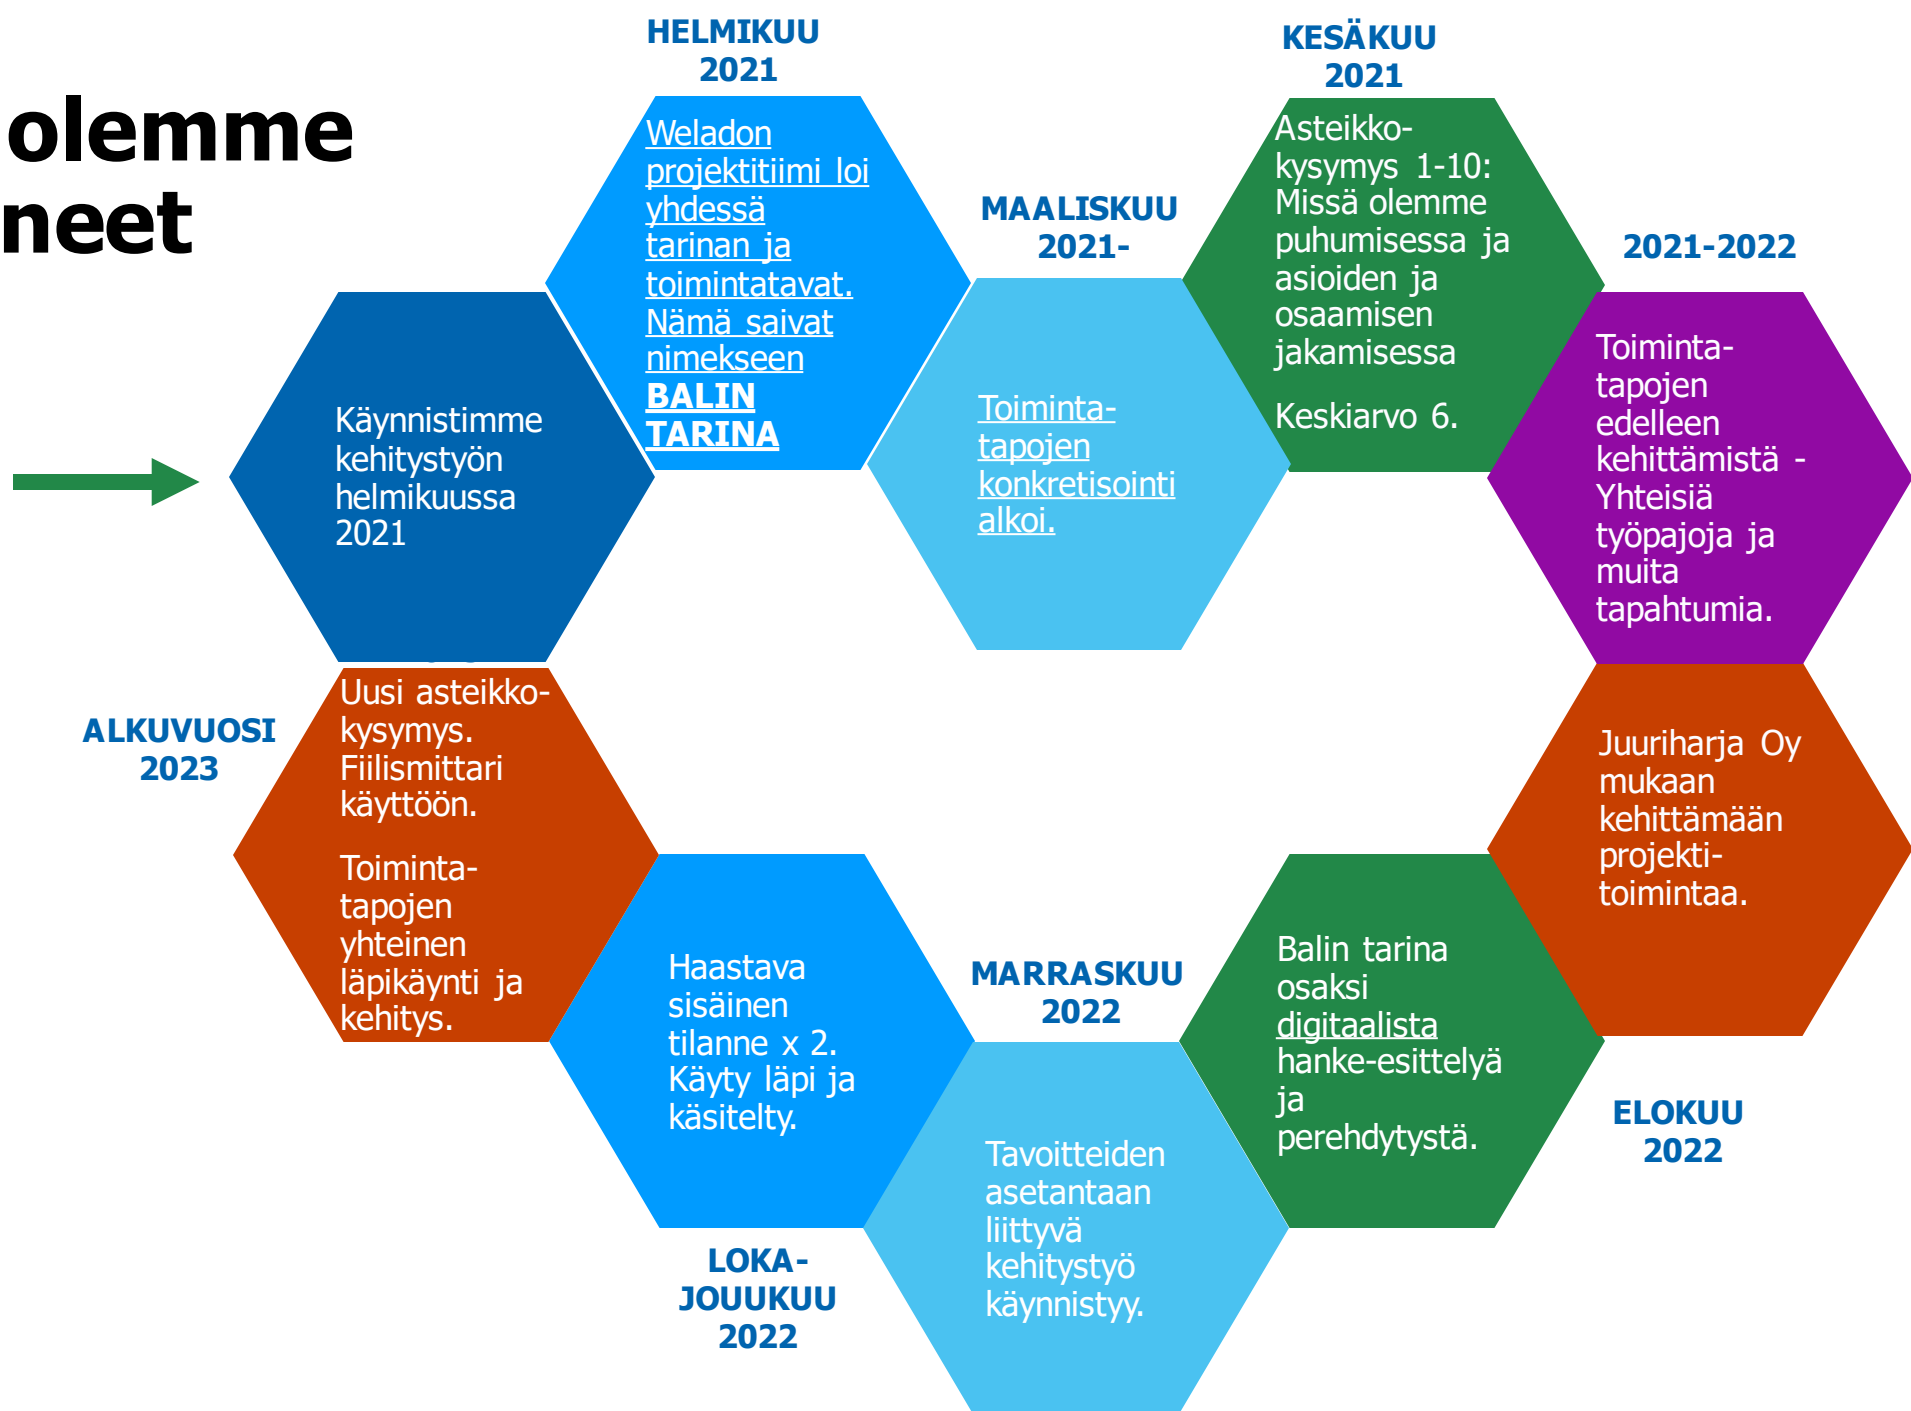 olemme
neet
HELMIKUU
2021
Weladon
projektitiimi loi
yhdessä
tarinan ja
toimintatavat.
Nämä saivat
nimekseen
BALIN
TARINA
MAALISKUU
2021-
KESÄKUU
2021
Asteikko-
kysymys 1-10:
Missä olemme
puhumisessa ja
asioiden ja
osaamisen
jakamisessa
Keskiarvo 6.
2021-2022
Käynnistimme
kehitystyön
helmikuussa
2021
Toiminta-
tapojen
konkretisointi
alkoi.
Toiminta-
tapojen
edelleen
kehittämistä -
Yhteisiä
työpajoja ja
muita
tapahtumia.
ALKUVUOSI
2023
Uusi asteikko-
kysymys.
Fiilismittari
käyttöön.
Toiminta-
tapojen
yhteinen
läpikäynti ja
kehitys.
Juuriharja Oy
mukaan
kehittämään
projekti-
toimintaa.
Haastava
sisäinen
tilanne x 2.
Käyty läpi ja
käsitelty.
MARRASKUU
2022
Balin tarina
osaksi
digitaalista
hanke-esittelyä
ja
perehdytystä.
ELOKUU
2022
Tavoitteiden
asetantaan
liittyvä
kehitystyö
käynnistyy.
LOKA-
JOUUKUU
2022